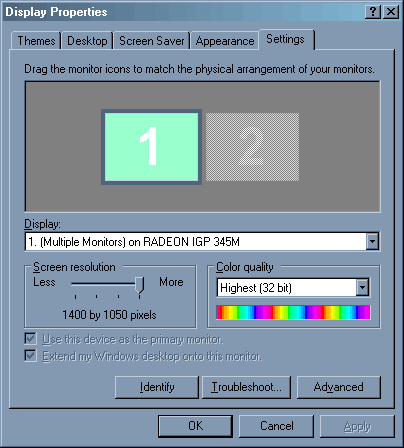 Display Properties
Themes Desktop Screen Saver Appearance Settings
Drag the monitor icons to match the physical arrangement of your monitors.
1 2
Display:
1. (Multiple Monitors) on RADEON IGP 345M
Screen resolution Color quality
Less More Highest (32 bit)
1400 by 1050 pixels
Use this device as the primary monitor.
Extend my Windows desktop onto this monitor.
Identify Troubleshoot... Advanced
OK Cancel Apply